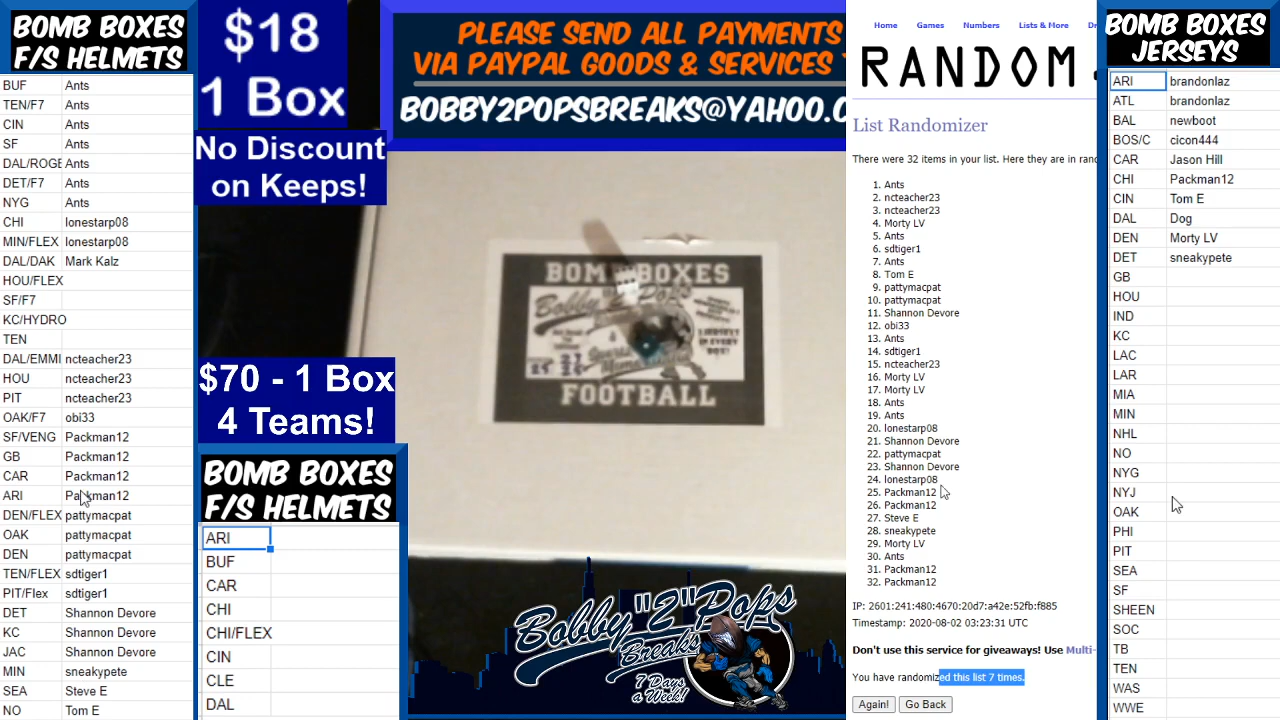 BOMB BOXES
F/S HELMETS
BUF Ants
TEN/F7 Ants
CIN Ants
SF Ants
DAL/ROGE Ants
DET/F7 Ants
NYG Ants
CHI lonestarp08
MIN/FLEX lonestarp08
DAL/DAK Mark Kalz
HOU/FLEX
SF/F7
KC/HYDRO
TEN
DAL/EMMI ncteacher23
HOU ncteacher23
PIT ncteacher23
OAK/F7 obi33
SF/VENG Packman12
GB Packman12
CAR Packman12
ARI Packman12
DEN/FLEX pattymacpat
OAK pattymacpat
DEN pattymacpat
TEN/FLEX sdtiger1
PIT/Flex sdtiger1
DET Shannon Devore
KC Shannon Devore
JAC Shannon Devore
MIN sneakypete
SEA Steve E
NO Tom E
$18
1 Box
No Discount
on Keeps!
$70 - 1 Box
4 Teams!
BOMB BOXES
F/S HELMETS
ARI
BUF
CAR
CHI
CHI/FLEX
CIN
CLE
DAL
PLEASE SEND ALL PAYMENTS
VIA PAYPAL GOODS & SERVICES
BOBBY2POPSBREAKS@YAHOO.C
BOMB BOXES
Bobby "2" Pops
FOOTBALL
Bobby "2" Pops
Breaks
7 Days
a Week!
Home Games Numbers Lists & More Dr
RANDOM.
List Randomizer
There were 32 items in your list. Here they are in rand
1. Ants
2. ncteacher23
3. ncteacher23
4. Morty LV
5. Ants
6. sdtiger1
7. Ants
8. Tom E
9. pattymacpat
10. pattymacpat
11. Shannon Devore
12. obi33
13. Ants
14. sdtiger1
15. ncteacher23
16. Morty LV
17. Morty LV
18. Ants
19. Ants
20. lonestarp08
21. Shannon Devore
22. pattymacpat
23. Shannon Devore
24. lonestarp08
25. Packman12
26. Packman12
27. Steve E
28. sneakypete
29. Morty LV
30. Ants
31. Packman12
32. Packman12
IP: 2601:241:480:4670:20d7:a42e:52fb:f885
Timestamp: 2020-08-02 03:23:31 UTC
Don't use this service for giveaways! Use Multi-
You have randomized this list 7 times.
Again! Go Back
BOMB BOXES
JERSEYS
ARI brandonlaz
ATL brandonlaz
BAL newboot
BOS/C cicon444
CAR Jason Hill
CHI Packman12
CIN Tom E
DAL Dog
DEN Morty LV
DET sneakypete
GB
HOU
IND
KC
LAC
LAR
MIA
MIN
NHL
NO
NYG
NYJ
OAK
PHI
PIT
SEA
SF
SHEEN
SOC
TB
TEN
WAS
WWE